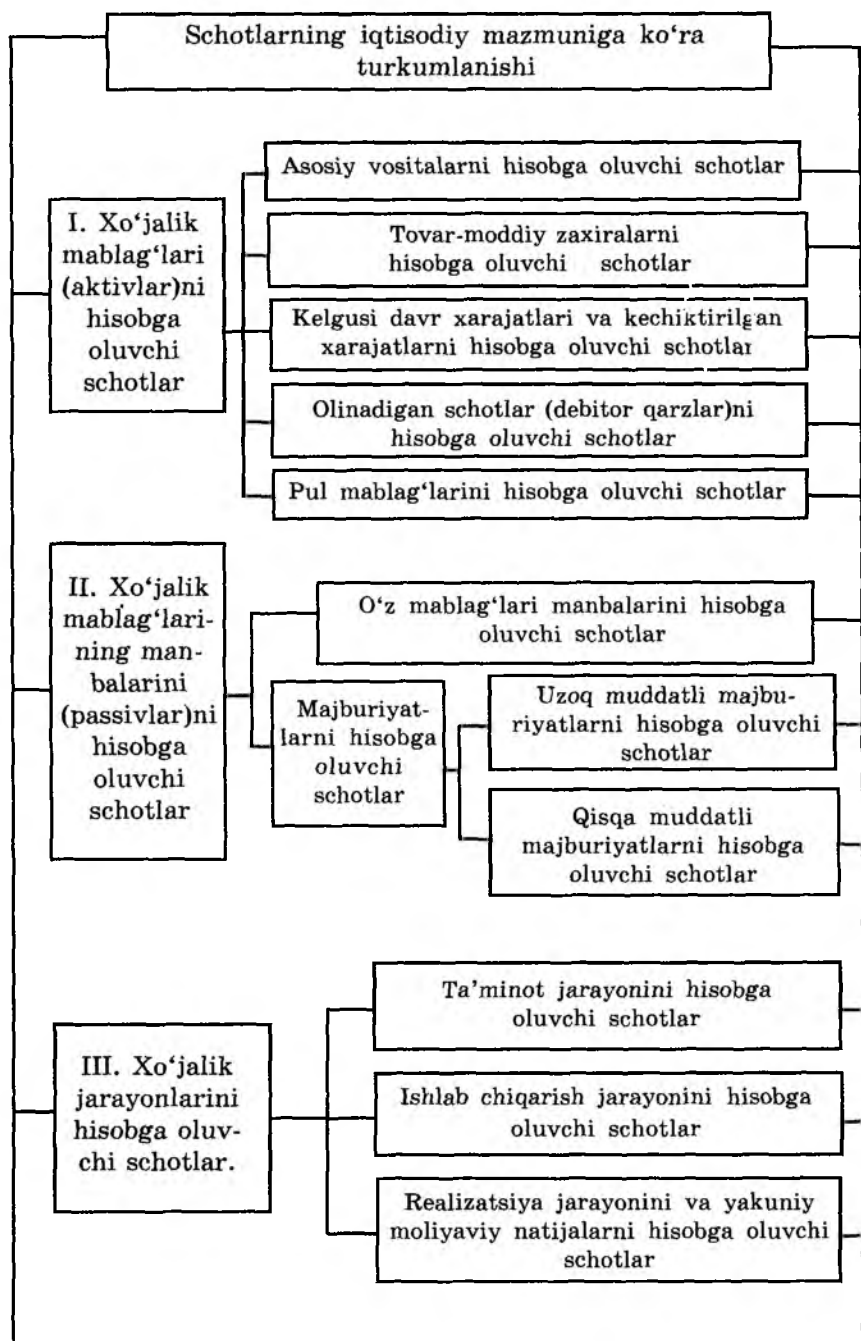 Schotlarning iqtisodiy mazmuniga ko‘ra
turkumlanishi
I. Xo‘jalik
mablag‘lari
(aktivlar)ni
hisobga
oluvchi
schotlar
Asosiy vositalarni hisobga oluvchi schotlar
Tovar-moddiy zaxiralarni
hisobga oluvchi schotlar
Kelgusi davr xarajatlari va kechiktirilgan
xarajatlarni hisobga oluvchi schotlar
Olinadigan schotlar (debitor qarzlar)ni
hisobga oluvchi schotlar
Pul mablag‘larini hisobga oluvchi schotlar
II. Xo‘jalik
mablag‘lari-
ning man-
balarini
(passivlar)ni
hisobga
oluvchi
schotlar
O‘z mablag‘lari manbalarini hisobga
oluvchi schotlar
Majburiyat-
larni hisobga
oluvchi
schotlar
Uzoq muddatli majbu-
riyatlarni hisobga oluvchi
schotlar
Qisqa muddatli
majburiyatlarni hisobga
oluvchi schotlar
III. Xo‘jalik
jarayonlarini
hisobga oluv-
chi schotlar.
Ta’minot jarayonini hisobga
oluvchi schotlar
Ishlab chiqarish jarayonini hisobga
oluvchi schotlar
Realizatsiya jarayonini va yakuniy
moliyaviy natijalarni hisobga oluvchi
schotlar